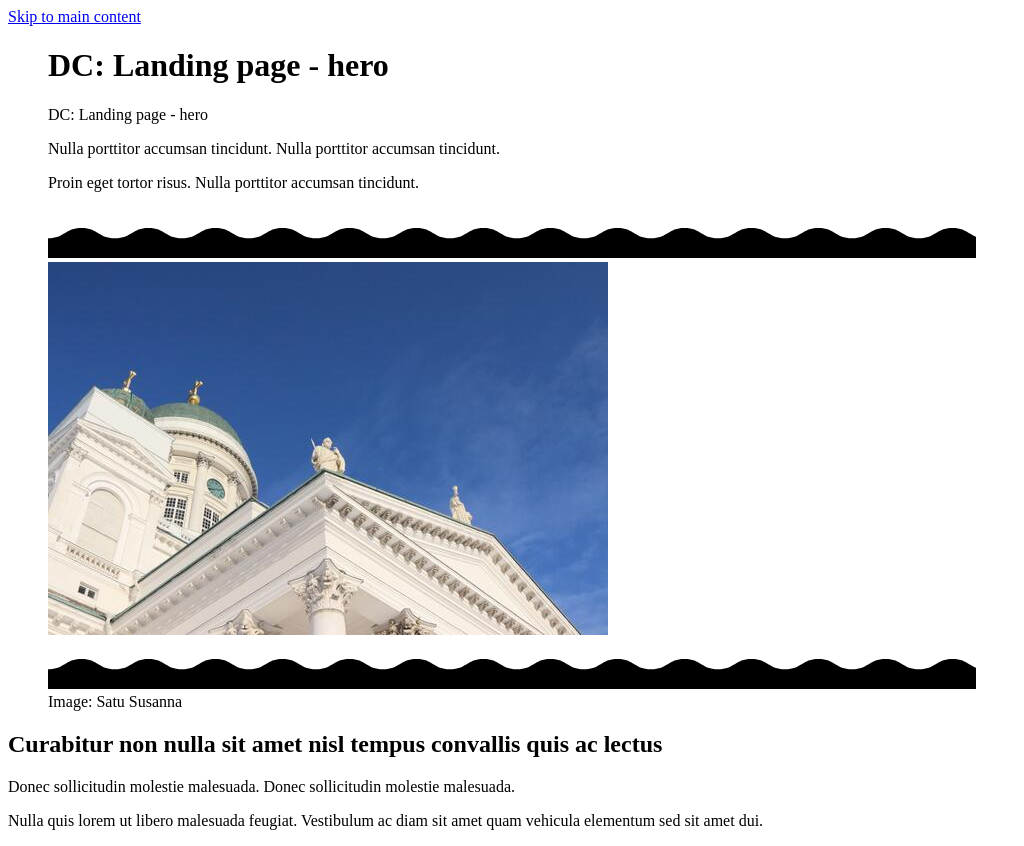 Skip to main content
DC: Landing page - hero
DC: Landing page - hero
Nulla porttitor accumsan tincidunt. Nulla porttitor accumsan tincidunt.
Proin eget tortor risus. Nulla porttitor accumsan tincidunt.
Image: Satu Susanna
Curabitur non nulla sit amet nisl tempus convallis quis ac lectus
Donec sollicitudin molestie malesuada. Donec sollicitudin molestie malesuada.
Nulla quis lorem ut libero malesuada feugiat. Vestibulum ac diam sit amet quam vehicula elementum sed sit amet dui.